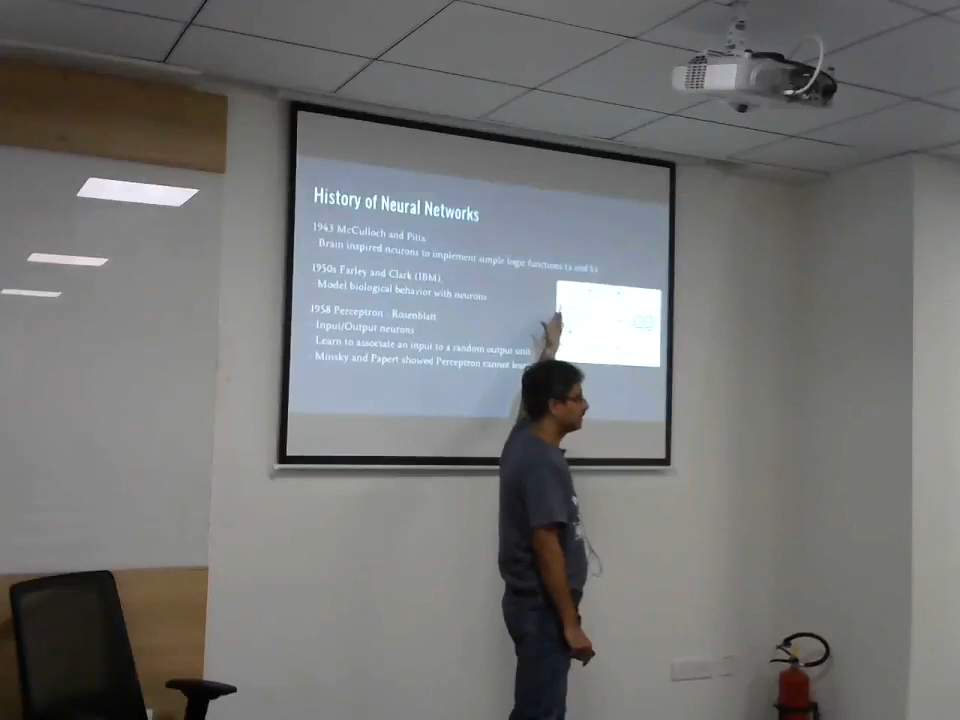 History of Neural Networks
1943 McCulloch and Pitts
Brain inspired neurons to implement simple logic functions (a and b)
1950s Farley and Clark (IBM),
Model biological behavior with neurons
1958 Perceptron - Rosenblatt
Input/Output neurons
Learn to associate an input to a random output unit
- Minsky and Papert showed Perceptron cannot